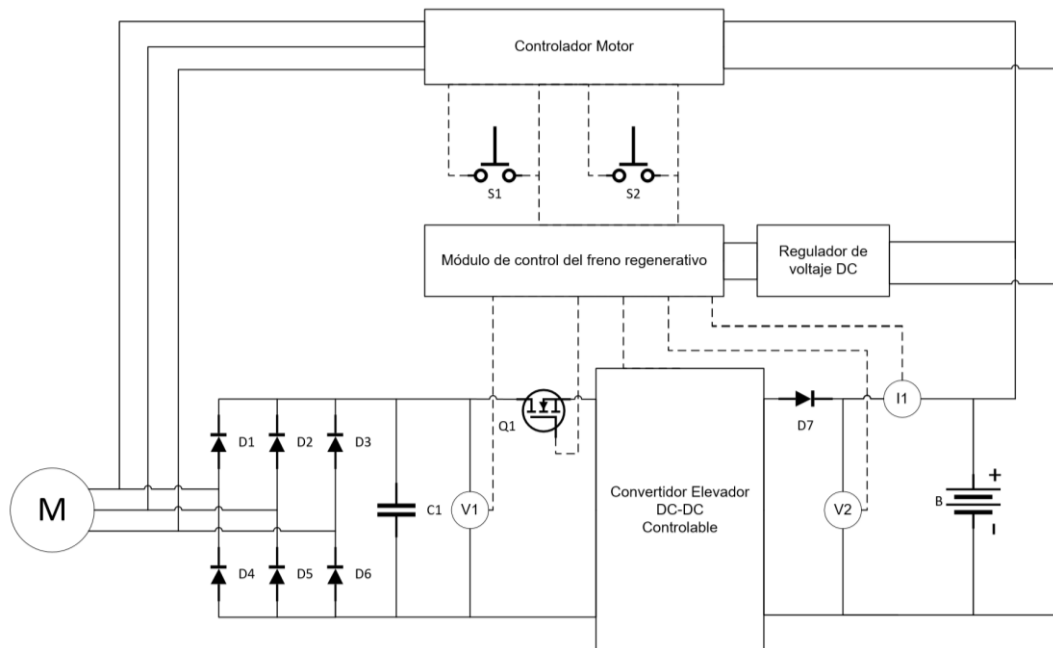 Controlador Motor
S1
S2
Módulo de control del freno regenerativo
Regulador de
voltaje DC
Q1
I1
D7
D1
D2
D3
M
C1
V1
Convertidor Elevador
DC-DC
Controlable
V2
B
+
-
D4
D5
D6